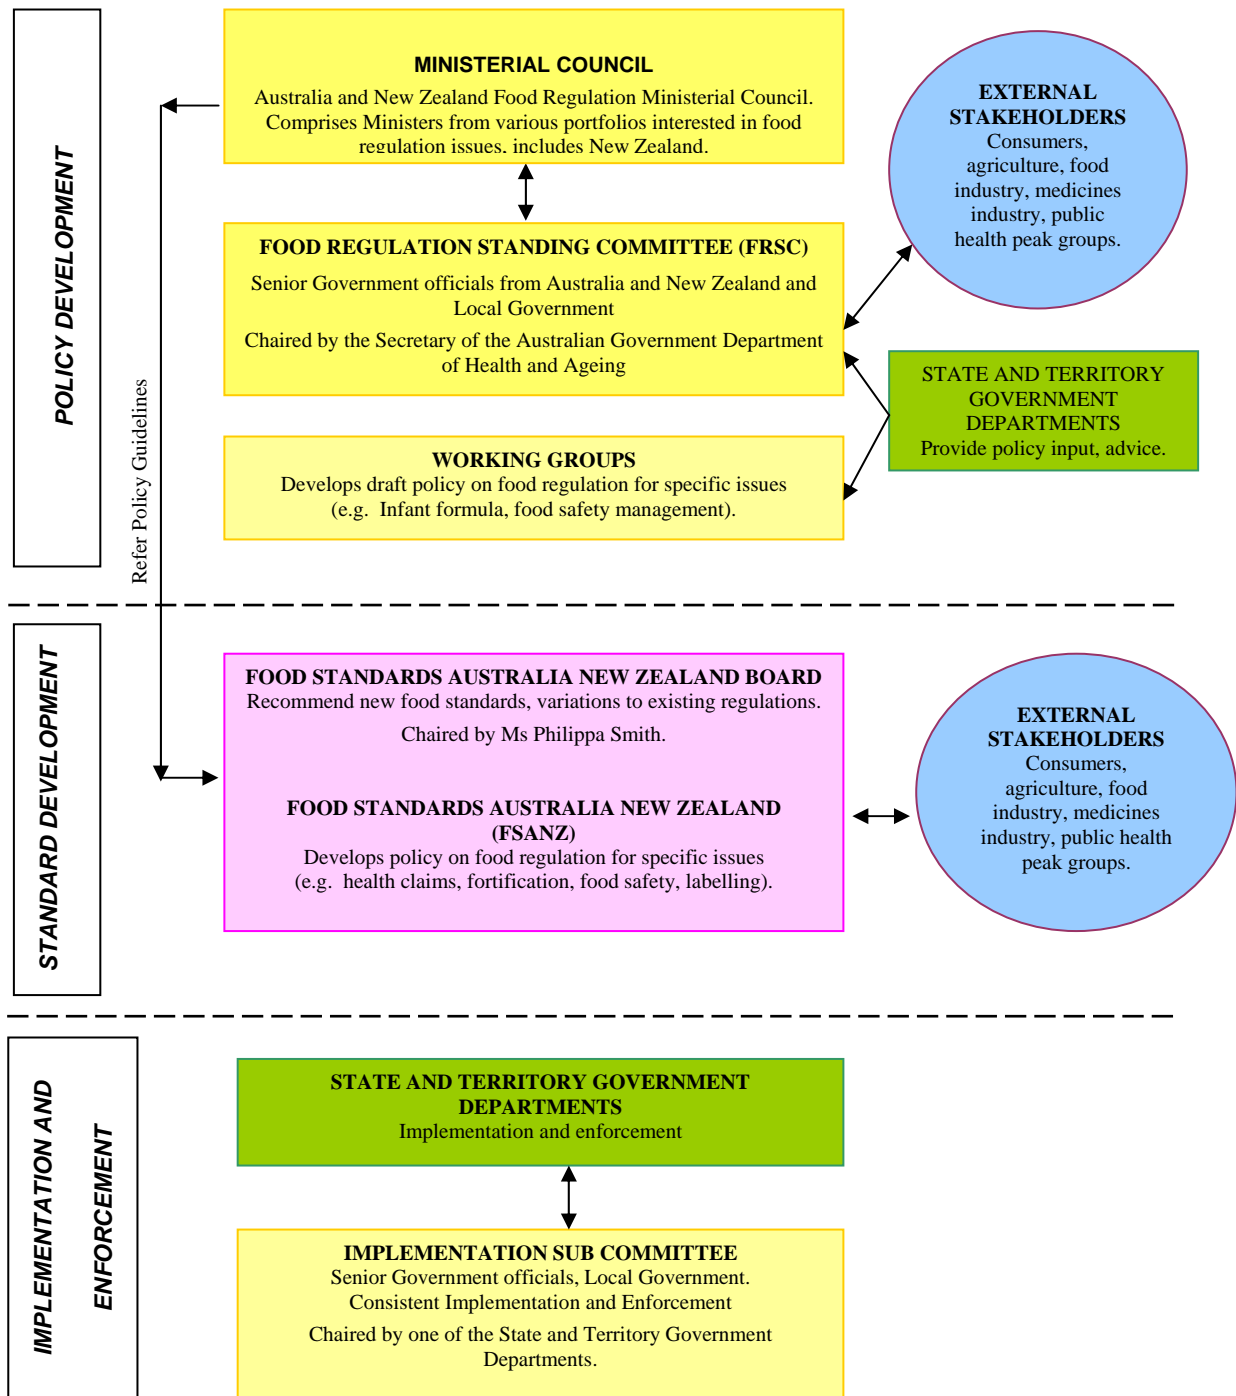 POLICY DEVELOPMENT
MINISTERIAL COUNCIL
Australia and New Zealand Food Regulation Ministerial Council.
Comprises Ministers from various portfolios interested in food
regulation issues, includes New Zealand.
EXTERNAL
STAKEHOLDERS
Consumers,
agriculture, food
industry, medicines
industry, public
health peak groups.
FOOD REGULATION STANDING COMMITTEE (FRSC)
Senior Government officials from Australia and New Zealand and
Local Government
Chaired by the Secretary of the Australian Government Department
of Health and Ageing
STATE AND TERRITORY
GOVERNMENT
DEPARTMENTS
Provide policy input, advice.
WORKING GROUPS
Develops draft policy on food regulation for specific issues
(e.g. Infant formula, food safety management).
Refer Policy Guidelines
STANDARD DEVELOPMENT
FOOD STANDARDS AUSTRALIA NEW ZEALAND BOARD
Recommend new food standards, variations to existing regulations.
Chaired by Ms Philippa Smith.
FOOD STANDARDS AUSTRALIA NEW ZEALAND
(FSANZ)
Develops policy on food regulation for specific issues
(e.g. health claims, fortification, food safety, labelling).
EXTERNAL
STAKEHOLDERS
Consumers,
agriculture, food
industry, medicines
industry, public health
peak groups.
IMPLEMENTATION AND
ENFORCEMENT
STATE AND TERRITORY GOVERNMENT
DEPARTMENTS
Implementation and enforcement
IMPLEMENTATION SUB COMMITTEE
Senior Government officials, Local Government.
Consistent Implementation and Enforcement
Chaired by one of the State and Territory Government
Departments.